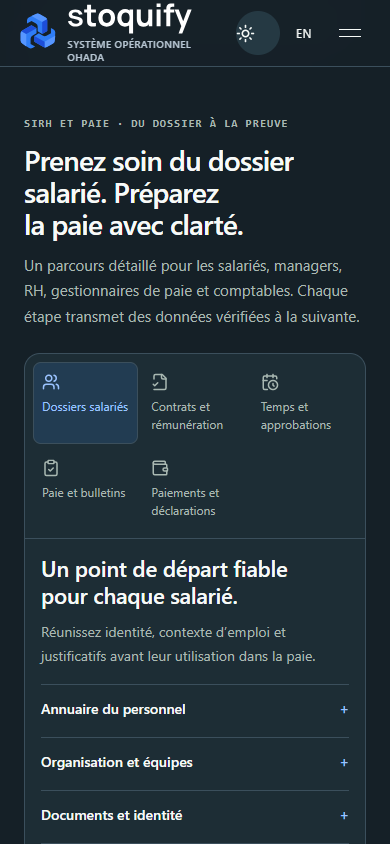 stoquify
SYSTÈME OPÉRATIONNEL
OHADA
EN
SIRH ET PAIE · DU DOSSIER À LA PREUVE
Prenez soin du dossier
salarié. Préparez
la paie avec clarté.
Un parcours détaillé pour les salariés, managers,
RH, gestionnaires de paie et comptables. Chaque
étape transmet des données vérifiées à la suivante.
Dossiers salariés
Contrats et
rémunération
Temps et
approbations
Paie et bulletins
Paiements et
déclarations
Un point de départ fiable
pour chaque salarié.
Réunissez identité, contexte d’emploi et
justificatifs avant leur utilisation dans la paie.
Annuaire du personnel +
Organisation et équipes +
Documents et identité +